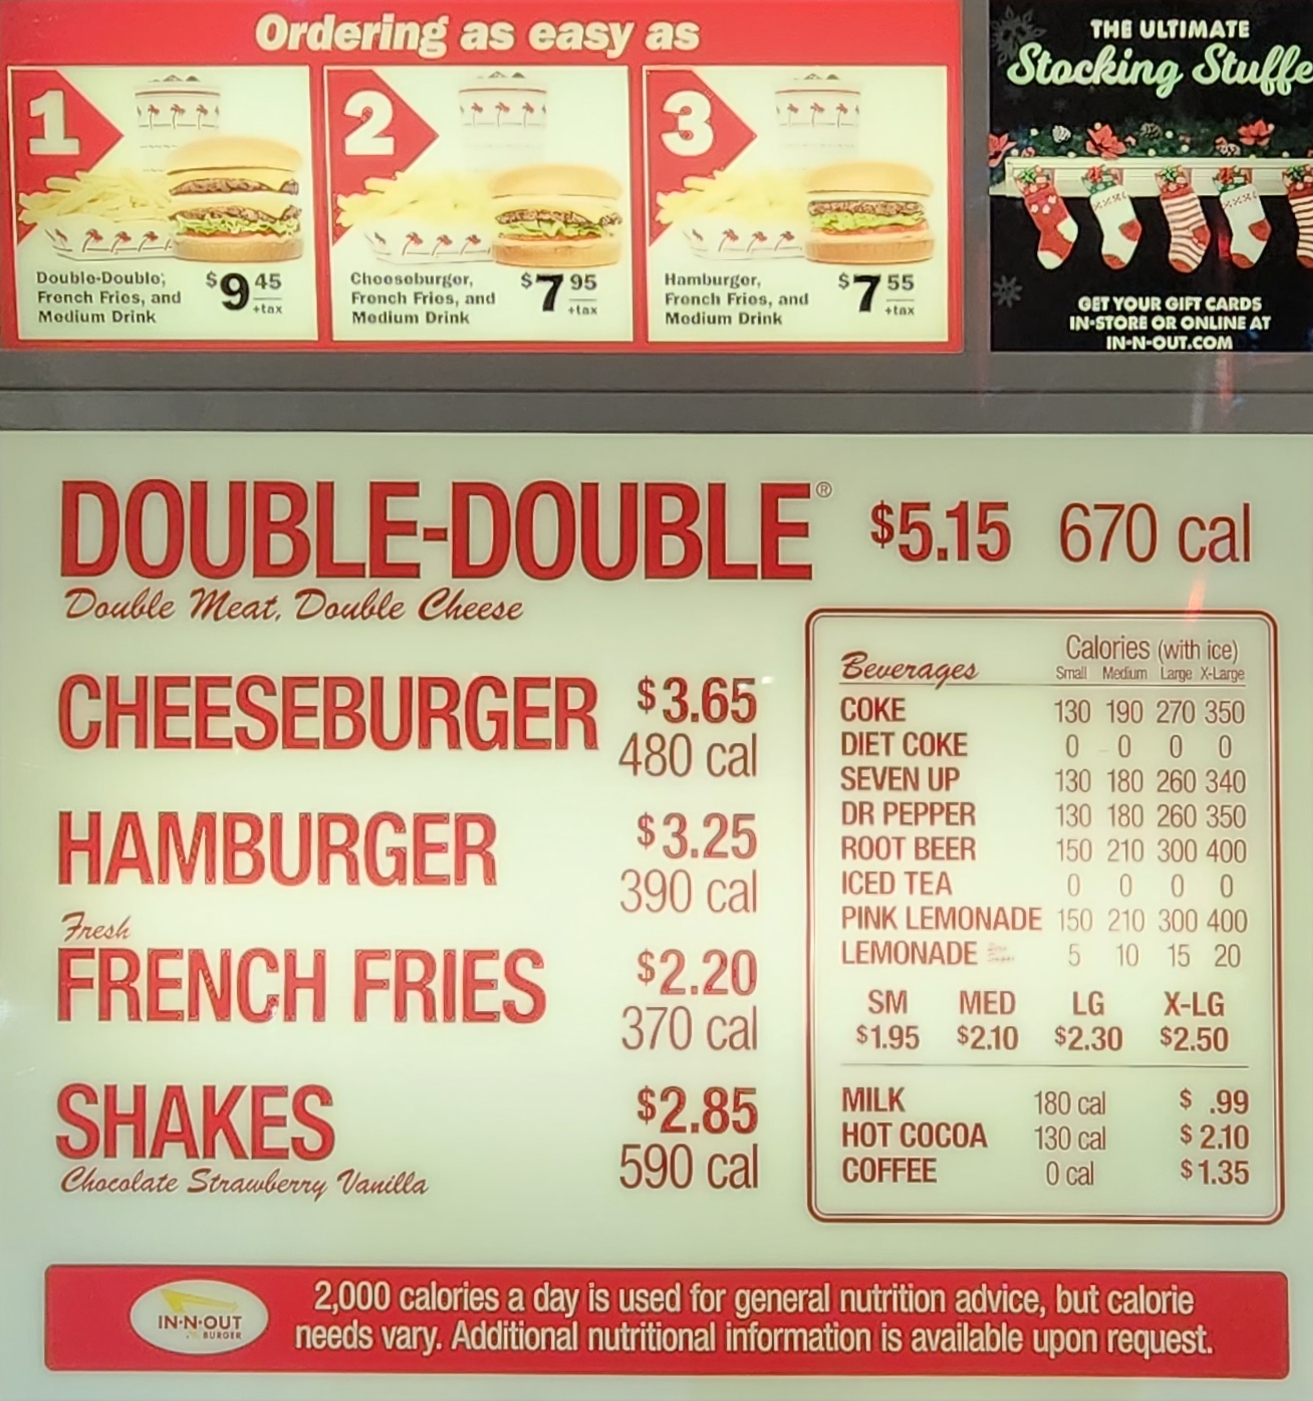 Ordering as easy as
1
Double-Double,
French Fries, and
Medium Drink
$9 45
+tax
2
Cheeseburger,
French Fries, and
Medium Drink
$7 95
+tax
3
Hamburger,
French Fries, and
Medium Drink
$7 55
+tax
THE ULTIMATE
Stocking Stuffe
GET YOUR GIFT CARDS
IN-STORE OR ONLINE AT
IN-N-OUT.COM
DOUBLE-DOUBLE® $5.15 670 cal
Double Meat, Double Cheese
CHEESEBURGER $3.65
480 cal
HAMBURGER $3.25
390 cal
Fresh
FRENCH FRIES $2.20
370 cal
SHAKES $2.85
590 cal
Chocolate Strawberry Vanilla
Calories (with ice)
Beverages Small Medium Large X-Large
COKE 130 190 270 350
DIET COKE 0 0 0 0
SEVEN UP 130 180 260 340
DR PEPPER 130 180 260 350
ROOT BEER 150 210 300 400
ICED TEA 0 0 0 0
PINK LEMONADE 150 210 300 400
LEMONADE 5 10 15 20
SM MED LG X-LG
$1.95 $2.10 $2.30 $2.50
MILK 180 cal $ .99
HOT COCOA 130 cal $ 2.10
COFFEE 0 cal $1.35
IN-N-OUT
BURGER
2,000 calories a day is used for general nutrition advice, but calorie
needs vary. Additional nutritional information is available upon request.